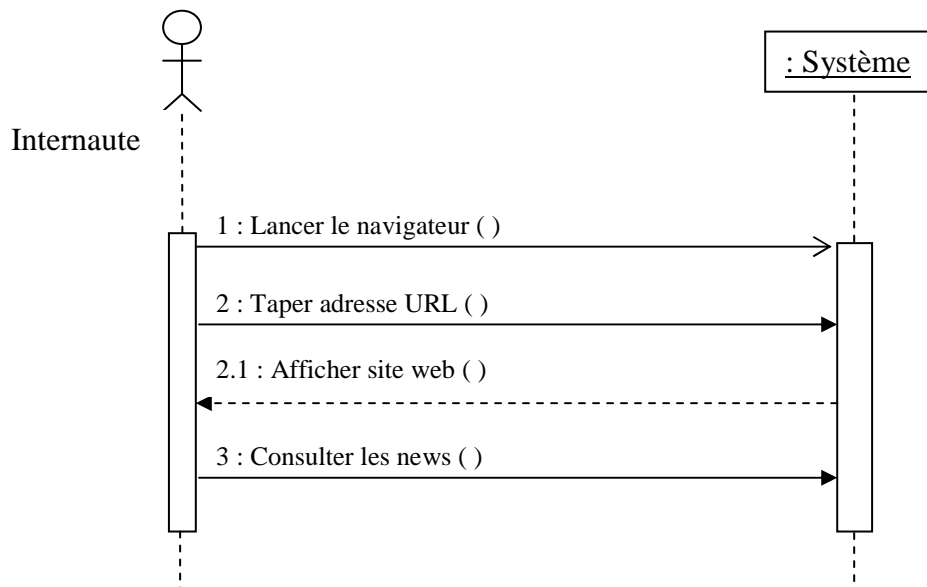 : Système
Internaute
1 : Lancer le navigateur ( )
2 : Taper adresse URL ( )
2.1 : Afficher site web ( )
3 : Consulter les news ( )